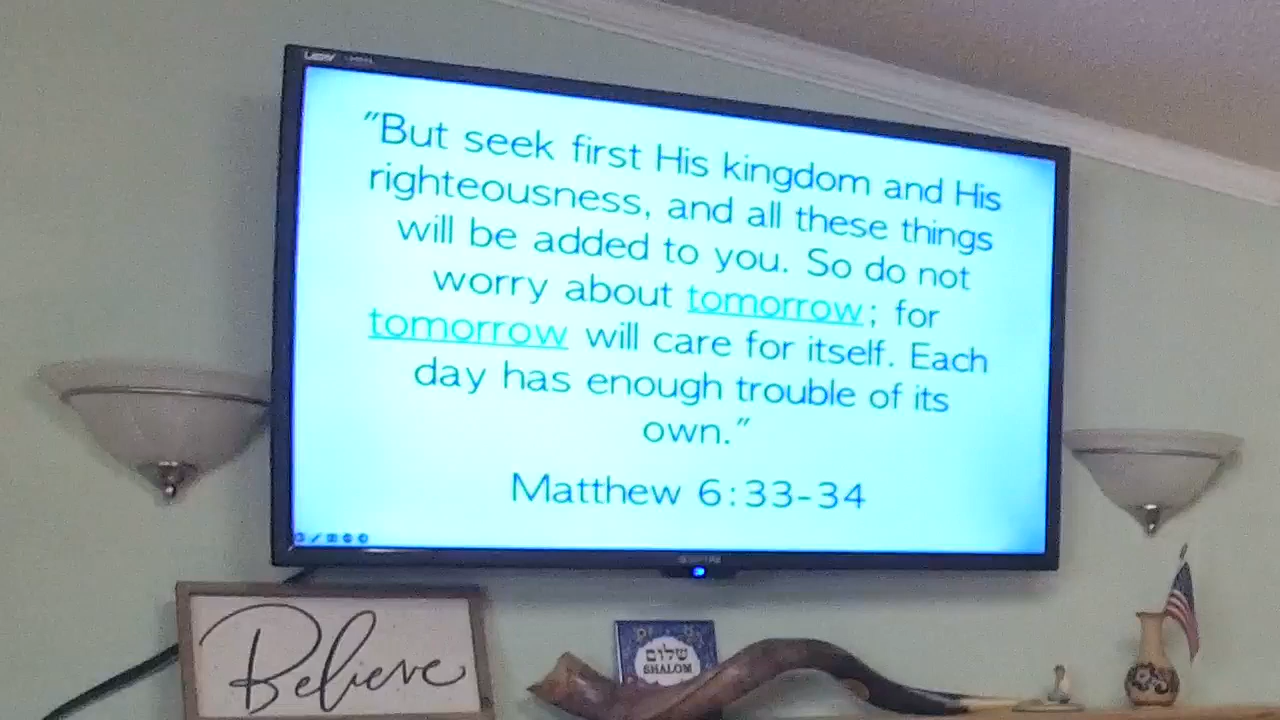 "But seek first His kingdom and His
righteousness, and all these things
will be added to you. So do not
worry about tomorrow; for
tomorrow will care for itself. Each
day has enough trouble of its
own."
Matthew 6:33-34
Believe
שלום
SHALOM